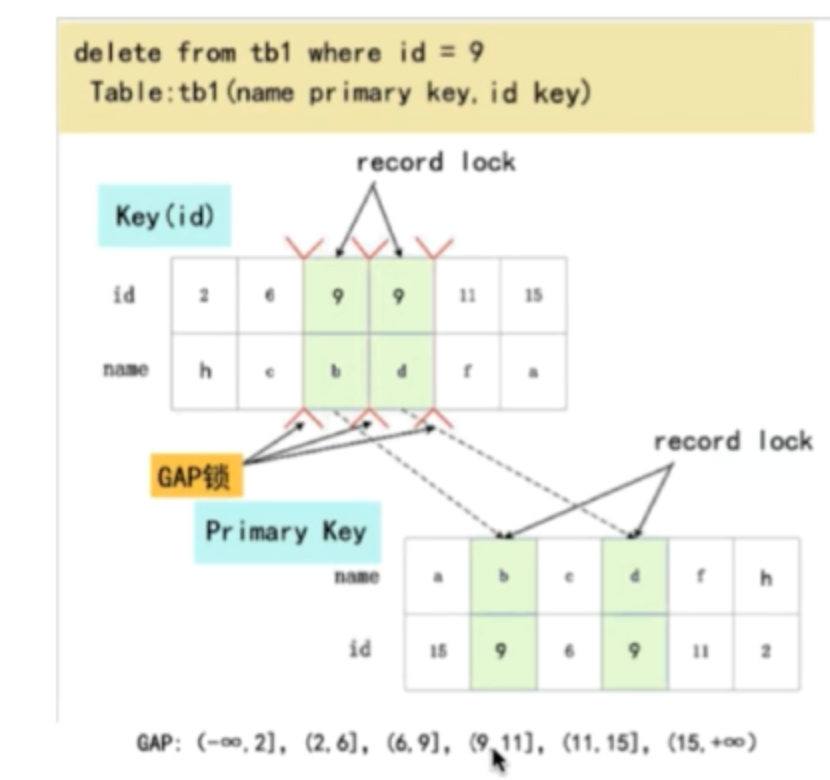 delete from tb1 where id = 9
Table:tb1(name primary key, id key)
record lock
Key(id)
id 2 6 9 9 11 15
name h c b d f a
GAP锁
record lock
Primary Key
name a b c d f h
id 15 9 6 9 11 2
GAP: (-∞,2], (2,6], (6,9], (9,11], (11,15], (15,+∞)